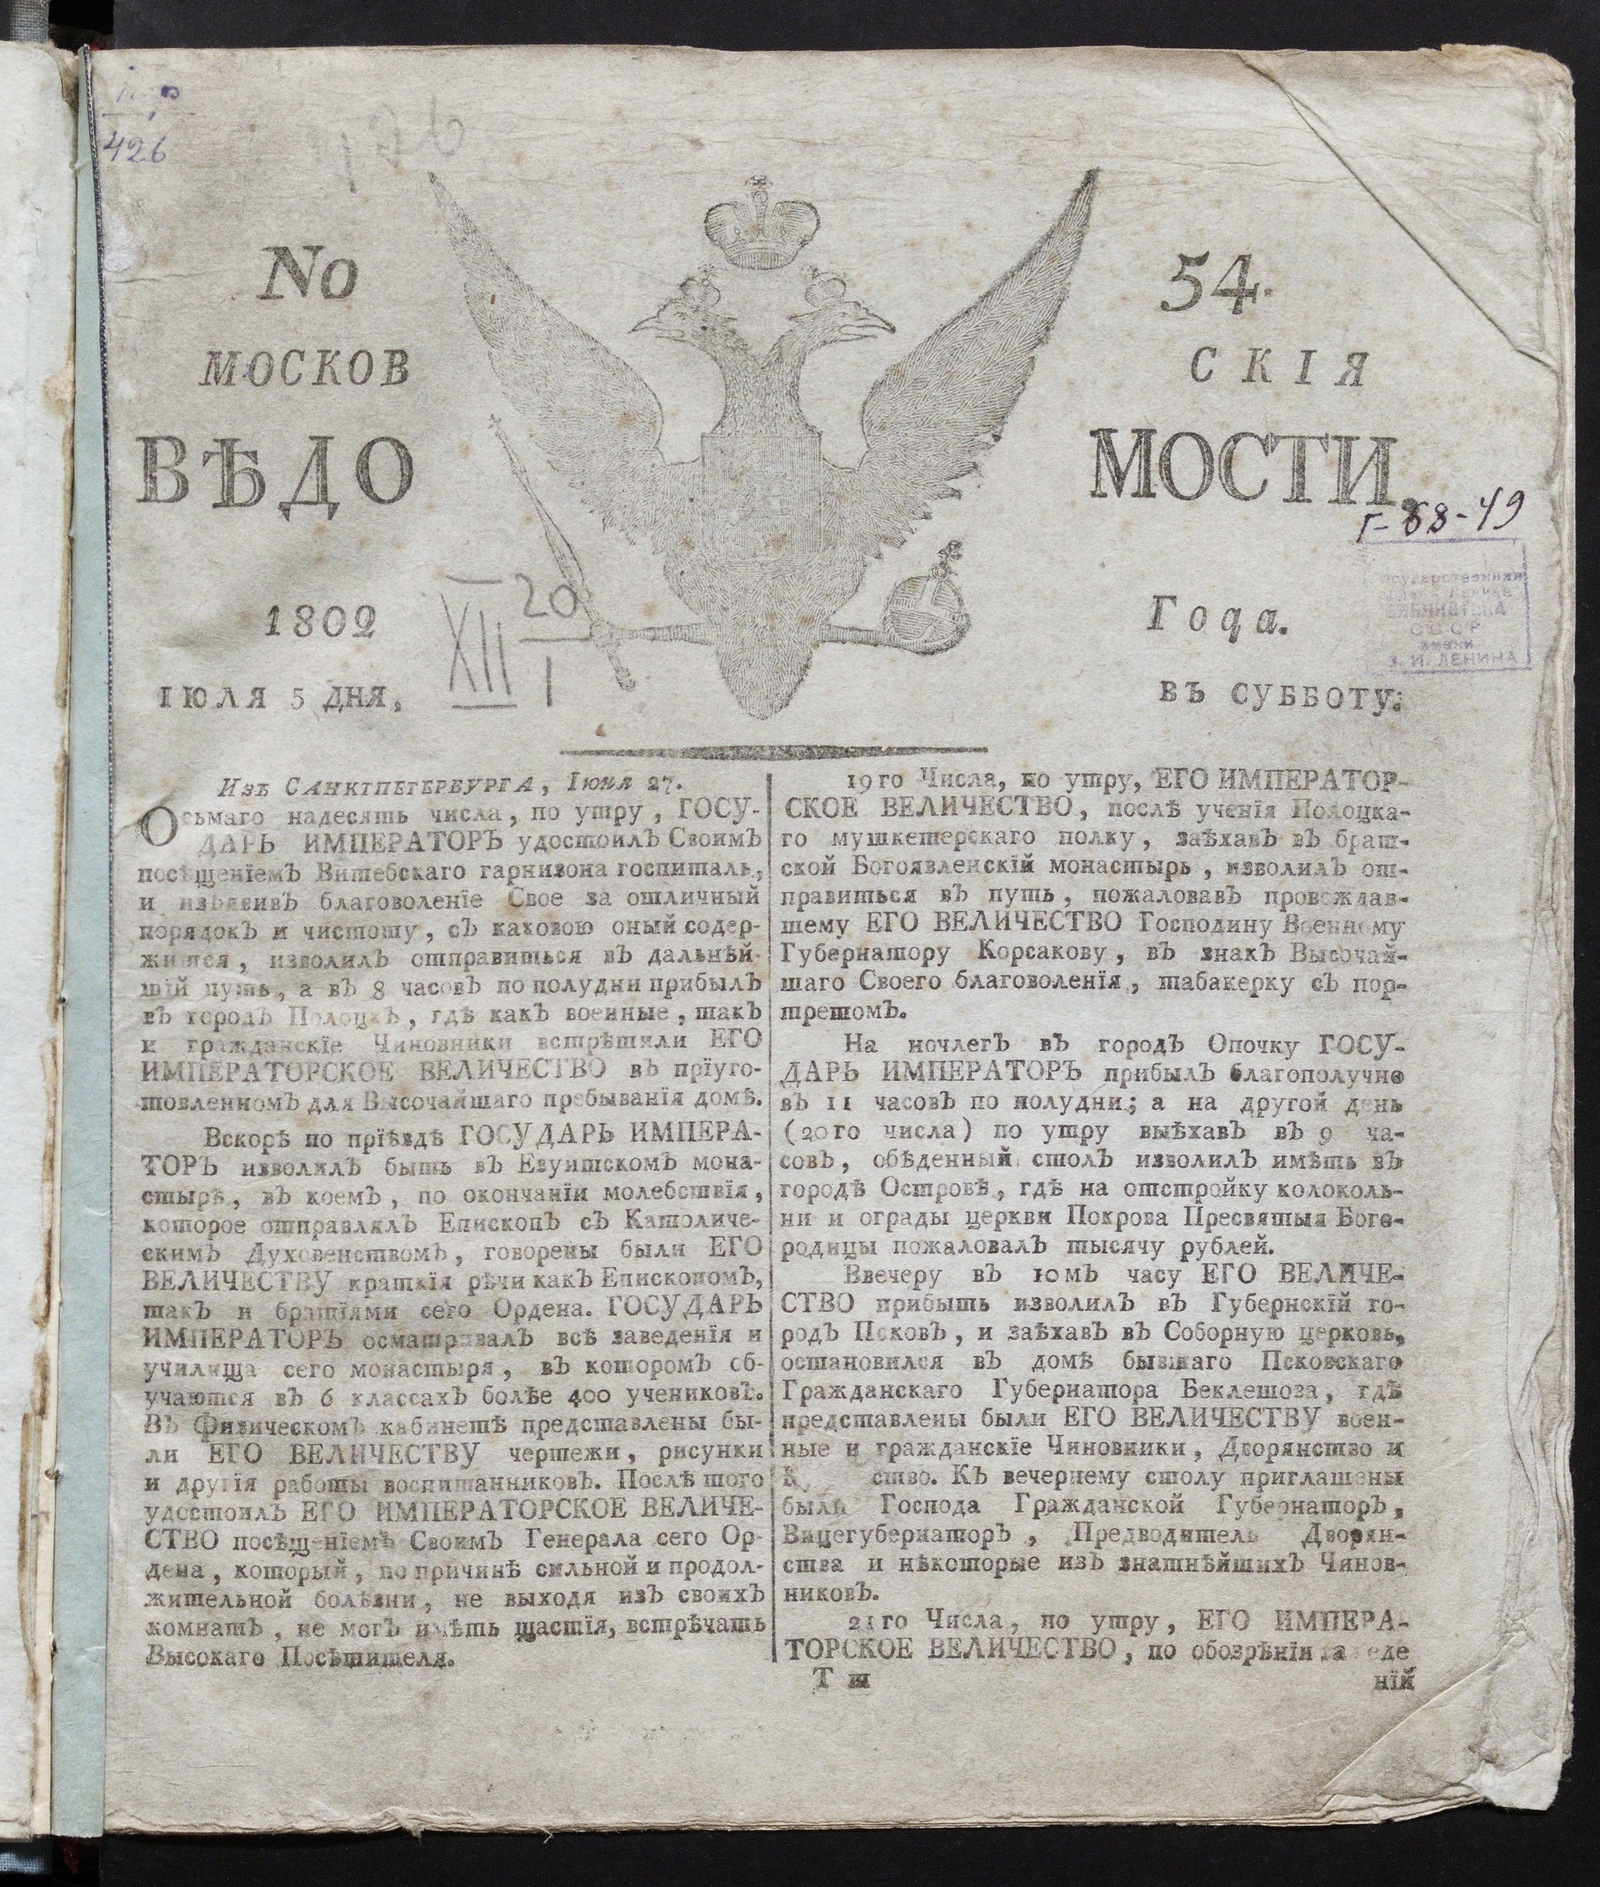 426
No 54.
МОСКОВ СКІЯ
ВѢДО МОСТИ.
Г-68-49
Государственная
БИБЛИОТЕКА
СССР
имени
В. И. ЛЕНИНА
1802 Года.
XII 20
1
ІЮЛЯ 5 ДНЯ, ВЪ СУББОТУ.
Изъ САНКТПЕТЕРБУРГА, Іюня 27.
Осьмаго надесять числа, по утру, ГОСУ-
ДАРЬ ИМПЕРАТОРЪ удостоилъ Своимъ
посѣщеніемъ Витебскаго гарнизона госпиталь,
и изъявивъ благоволеніе Свое за отличный
порядокъ и чистоту, съ каковою оный содер-
жится, изволилъ отправиться въ дальнѣй-
шій путь, а въ 8 часовъ по полудни прибылъ
въ городъ Полоцкъ, гдѣ какъ военные, такъ
и гражданскіе Чиновники встрѣтили ЕГО
ИМПЕРАТОРСКОЕ ВЕЛИЧЕСТВО въ пріуго-
товленномъ для Высочайшаго пребыванія домѣ.
Вскорѣ по пріѣздѣ ГОСУДАРЬ ИМПЕРА-
ТОРЪ изволилъ быть въ Езуитскомъ мона-
стырѣ, въ коемъ, по окончаніи молебствія,
которое отправлялъ Епископъ съ Католиче-
скимъ Духовенствомъ, говорены были ЕГО
ВЕЛИЧЕСТВУ краткія рѣчи какъ Епископомъ,
такъ и братіями сего Ордена. ГОСУДАРЬ
ИМПЕРАТОРЪ осматривалъ всѣ заведенія и
училища сего монастыря, въ которомъ об-
учаются въ 6 классахъ болѣе 400 учениковъ.
Въ Физическомъ кабинетѣ представлены бы-
ли ЕГО ВЕЛИЧЕСТВУ чертежи, рисунки
и другія работы воспитанниковъ. Послѣ того
удостоилъ ЕГО ИМПЕРАТОРСКОЕ ВЕЛИЧЕ-
СТВО посѣщеніемъ Своимъ Генерала сего Ор-
дена, который, по причинѣ сильной и продол-
жительной болѣзни, не выходя изъ своихъ
комнатъ, не могъ имѣть щастія, встрѣчать
Высокаго Посѣтителя.
19го Числа, по утру, ЕГО ИМПЕРАТОР-
СКОЕ ВЕЛИЧЕСТВО, послѣ ученія Полоцка-
го мушкетерскаго полку, заѣхавъ въ брат-
ской Богоявленскій монастырь, изволилъ от-
правиться въ путь, пожаловавъ провождав-
шему ЕГО ВЕЛИЧЕСТВО Господину Военному
Губернатору Корсакову, въ знакъ Высочай-
шаго Своего благоволенія, табакерку съ пор-
третомъ.
На ночлегъ въ городъ Опочку ГОСУ-
ДАРЬ ИМПЕРАТОРЪ прибылъ благополучно
въ 11 часовъ по полудни; а на другой день
(20го числа) по утру выѣхавъ въ 9 ча-
совъ, обѣденный столъ изволилъ имѣть въ
городѣ Островѣ, гдѣ на отстройку колоколь-
ни и ограды церкви Покрова Пресвятыя Бого-
родицы пожаловалъ тысячу рублей.
Ввечеру въ 10мъ часу ЕГО ВЕЛИЧЕ-
СТВО прибыть изволилъ въ Губернскій го-
родъ Псковъ, и заѣхавъ въ Соборную церковь,
остановился въ домѣ бывшаго Псковскаго
Гражданскаго Губернатора Беклешова, гдѣ
представлены были ЕГО ВЕЛИЧЕСТВУ воен-
ные и гражданскіе Чиновники, Дворянство и
ство. Къ вечернему столу приглашены
были Господа Гражданской Губернаторъ,
Вицегубернаторъ, Предводитель Дворян-
ства и нѣкоторые изъ знатнѣйшихъ Чинов-
никовъ.
21го Числа, по утру, ЕГО ИМПЕРА-
ТОРСКОЕ ВЕЛИЧЕСТВО, по обозрѣніи заведе
Т т ній